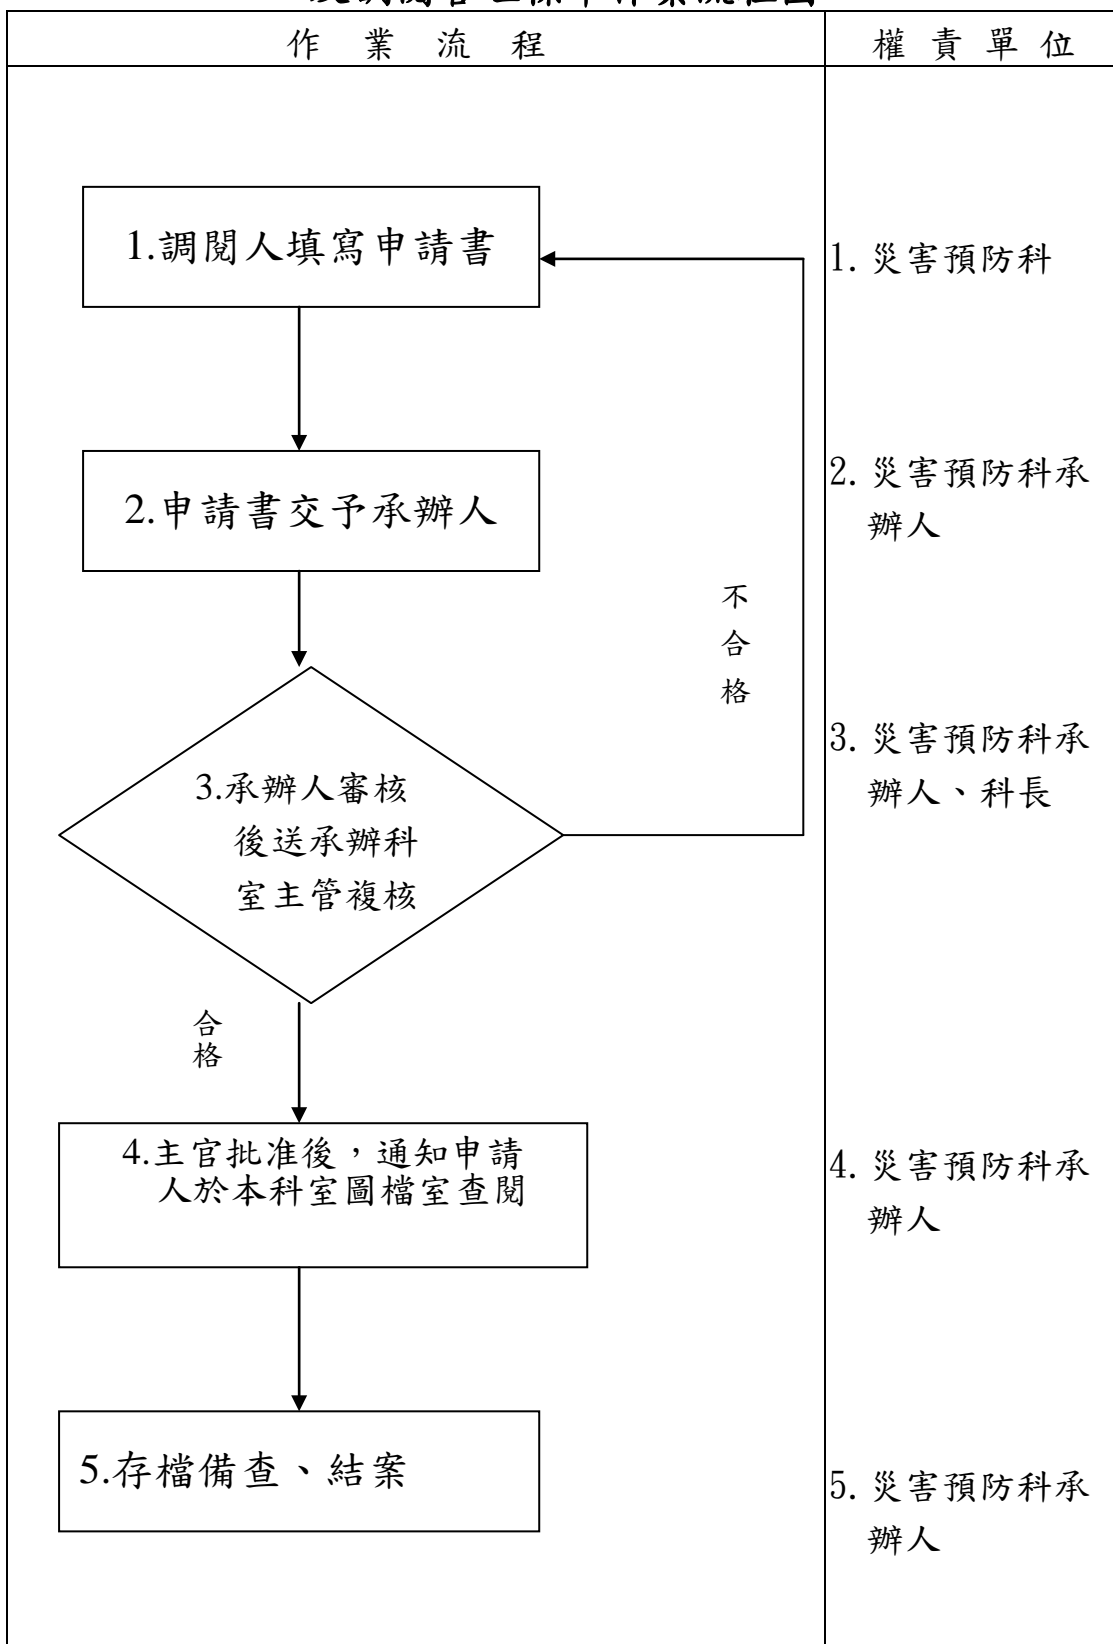 作業流程
權責單位
1.調閱人填寫申請書
1.災害預防科
2.申請書交予承辦人
2.災害預防科承
辦人
不
合
格
3.承辦人審核
後送承辦科
室主管複核
3.災害預防科承
辦人、科長
合
格
4.主官批准後，通知申請
人於本科室圖檔室查閱
4.災害預防科承
辦人
5.存檔備查、結案
5.災害預防科承
辦人